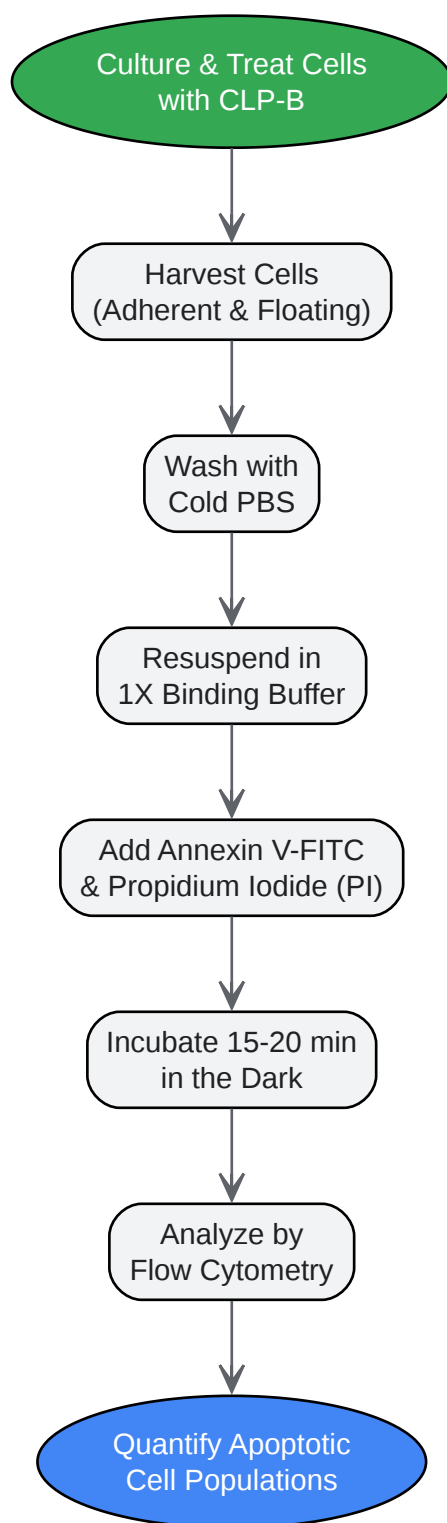 Culture & Treat Cells
with CLP-B
Harvest Cells
(Adherent & Floating)
Wash with
Cold PBS
Resuspend in
1X Binding Buffer
Add Annexin V-FITC
& Propidium Iodide (PI)
Incubate 15-20 min
in the Dark
Analyze by
Flow Cytometry
Quantify Apoptotic
Cell Populations